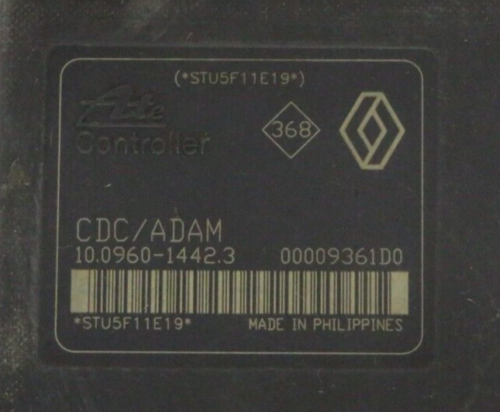 (*STU5F11E19*)
Ate
Controller
368
CDC/ADAM
10.0960-1442.3 00009361D0
*STU5F11E19* MADE IN PHILIPPINES